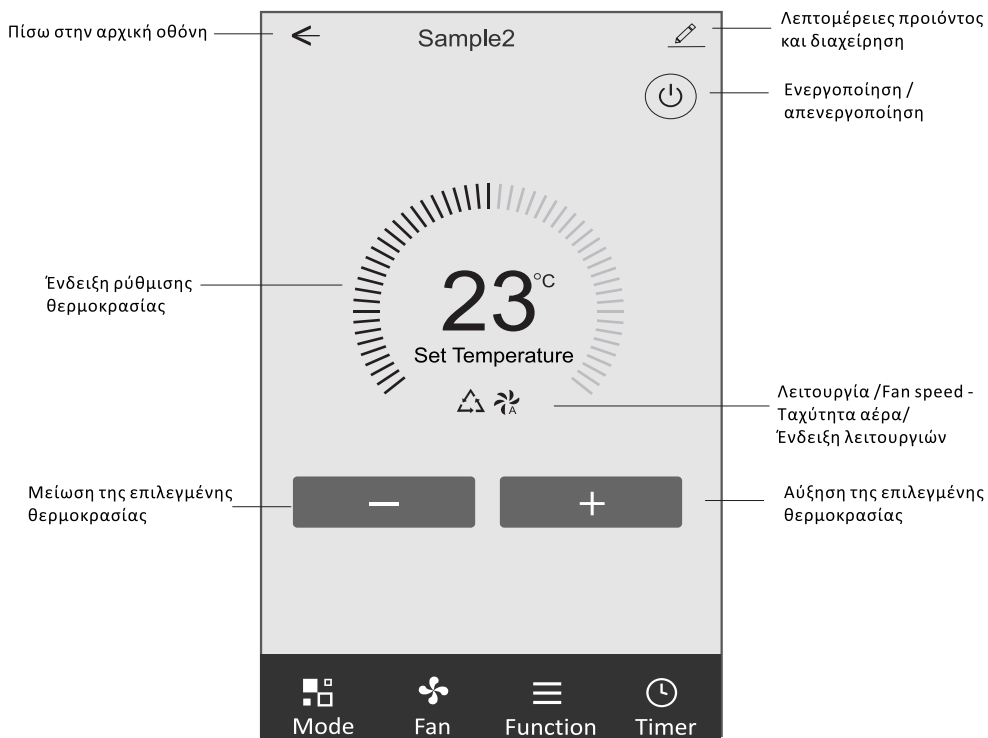 Πίσω στην αρχική οθόνη
Sample2
Λεπτομέρειες προιόντος
και διαχείρηση
Ενεργοποίηση /
απενεργοποίηση
Ένδειξη ρύθμισης
θερμοκρασίας
23°C
Set Temperature
A
Λειτουργία /Fan speed -
Ταχύτητα αέρα/
Ένδειξη λειτουργιών
Μείωση της επιλεγμένης
θερμοκρασίας
−
+
Αύξηση της επιλεγμένης
θερμοκρασίας
Mode
Fan
Function
Timer